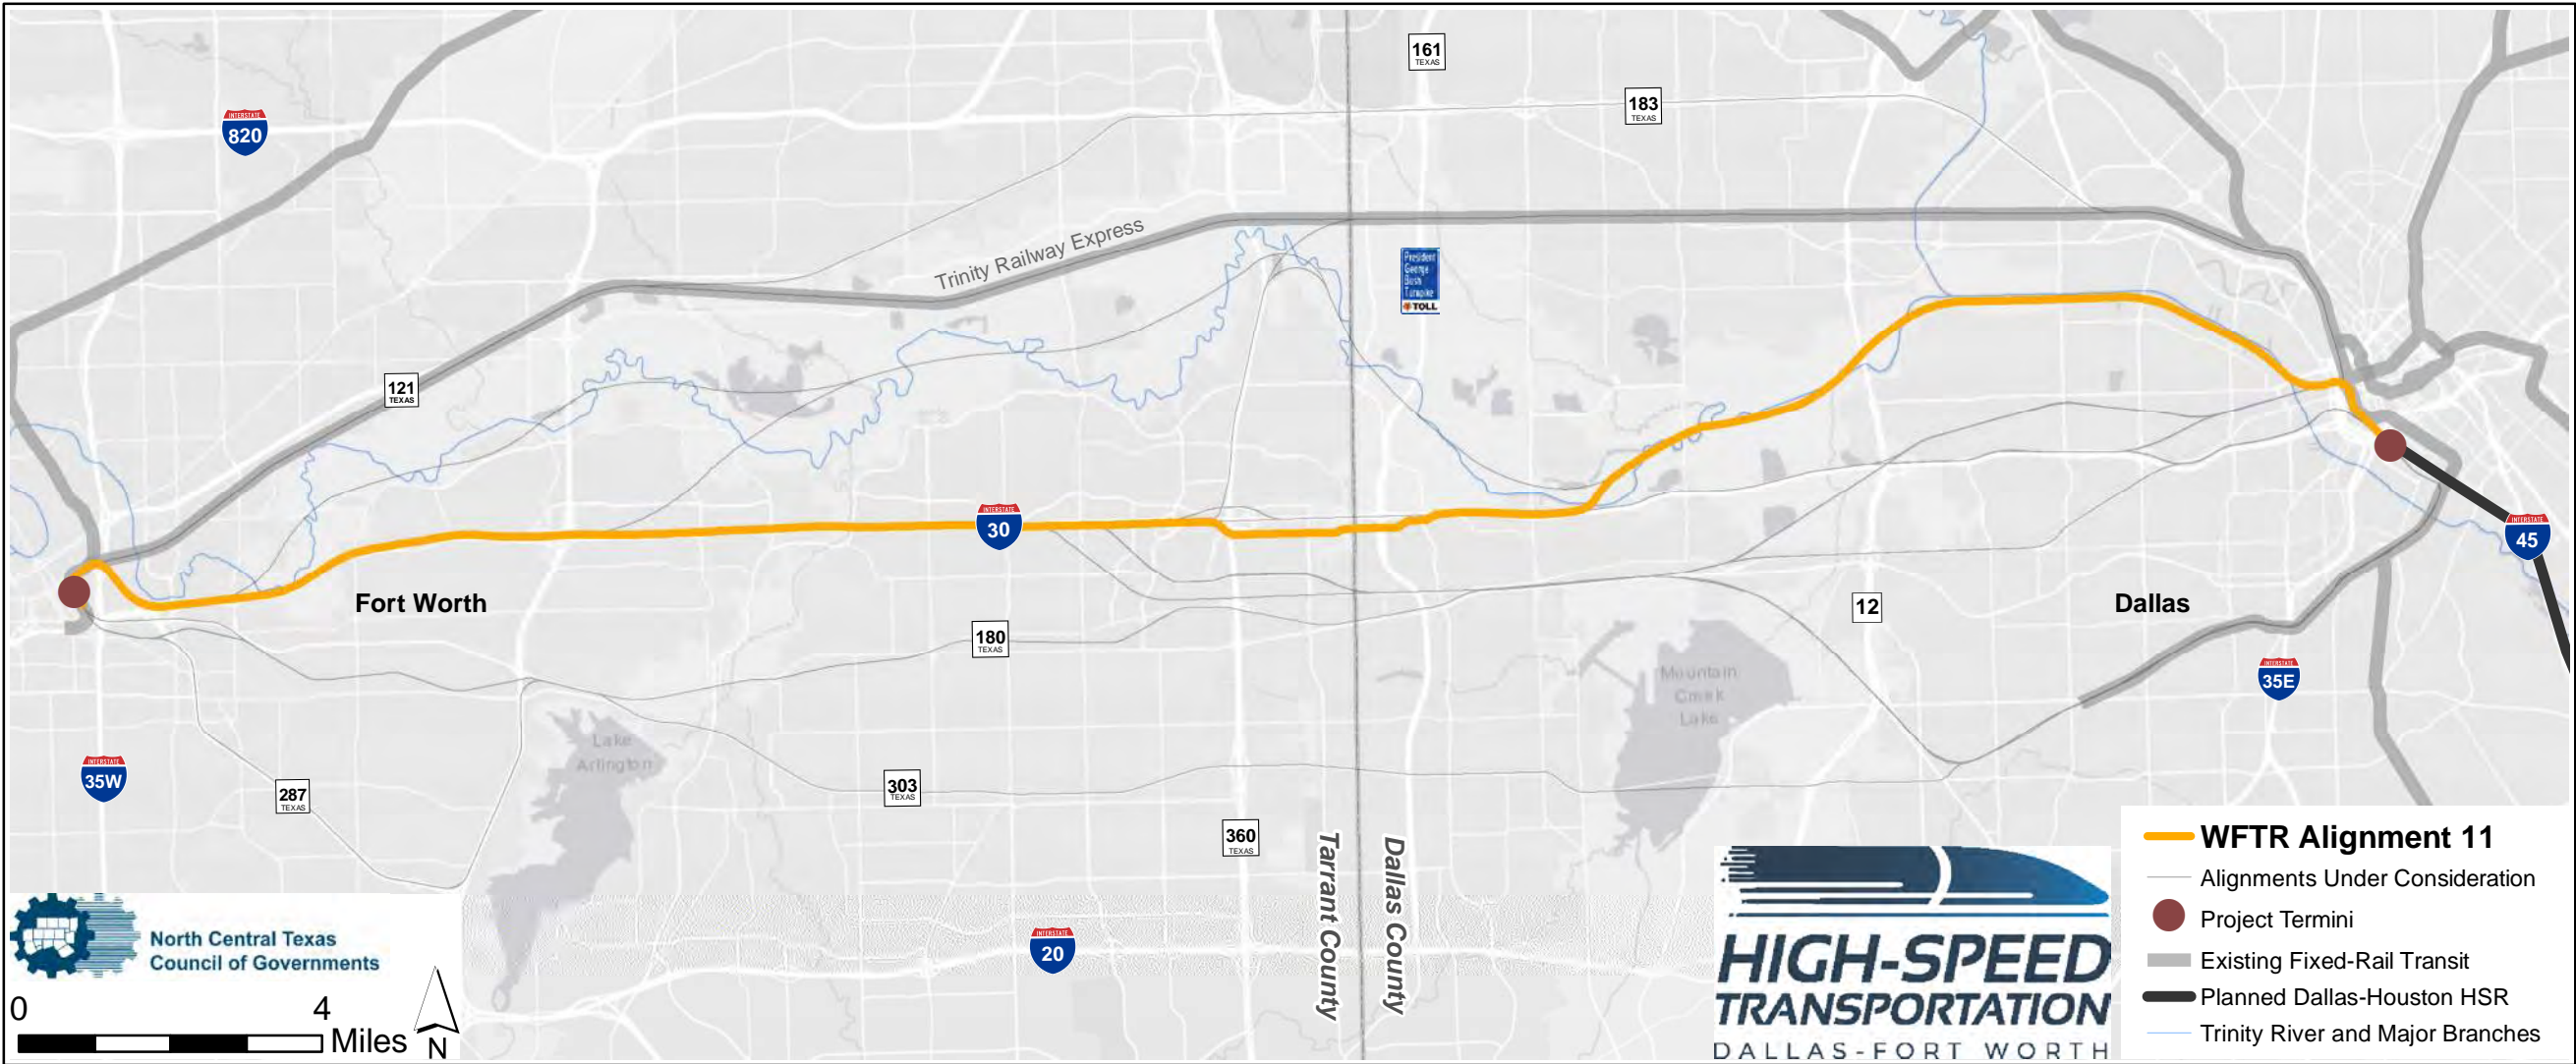 161
TEXAS
183
TEXAS
INTERSTATE
820
Trinity Railway Express
President
George
Bush
Turnpike
TOLL
121
TEXAS
INTERSTATE
30
INTERSTATE
45
Fort Worth
12
Dallas
180
TEXAS
Mountain
Creek
Lake
INTERSTATE
35E
Lake
Arlington
INTERSTATE
35W
287
TEXAS
303
TEXAS
360
TEXAS
Tarrant County
Dallas County
INTERSTATE
20
North Central Texas
Council of Governments
0 4
Miles
N
HIGH-SPEED
TRANSPORTATION
DALLAS-FORT WORTH
WFTR Alignment 11
Alignments Under Consideration
Project Termini
Existing Fixed-Rail Transit
Planned Dallas-Houston HSR
Trinity River and Major Branches